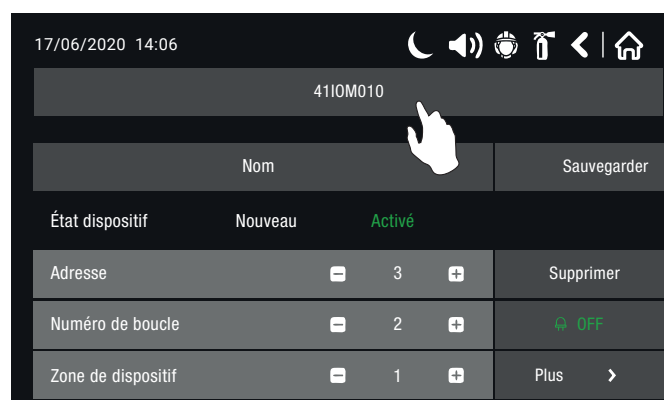 17/06/2020 14:06
41IOM010
Nom Sauvegarder
État dispositif Nouveau Activé
Adresse 3 Supprimer
Numéro de boucle 2 OFF
Zone de dispositif 1 Plus